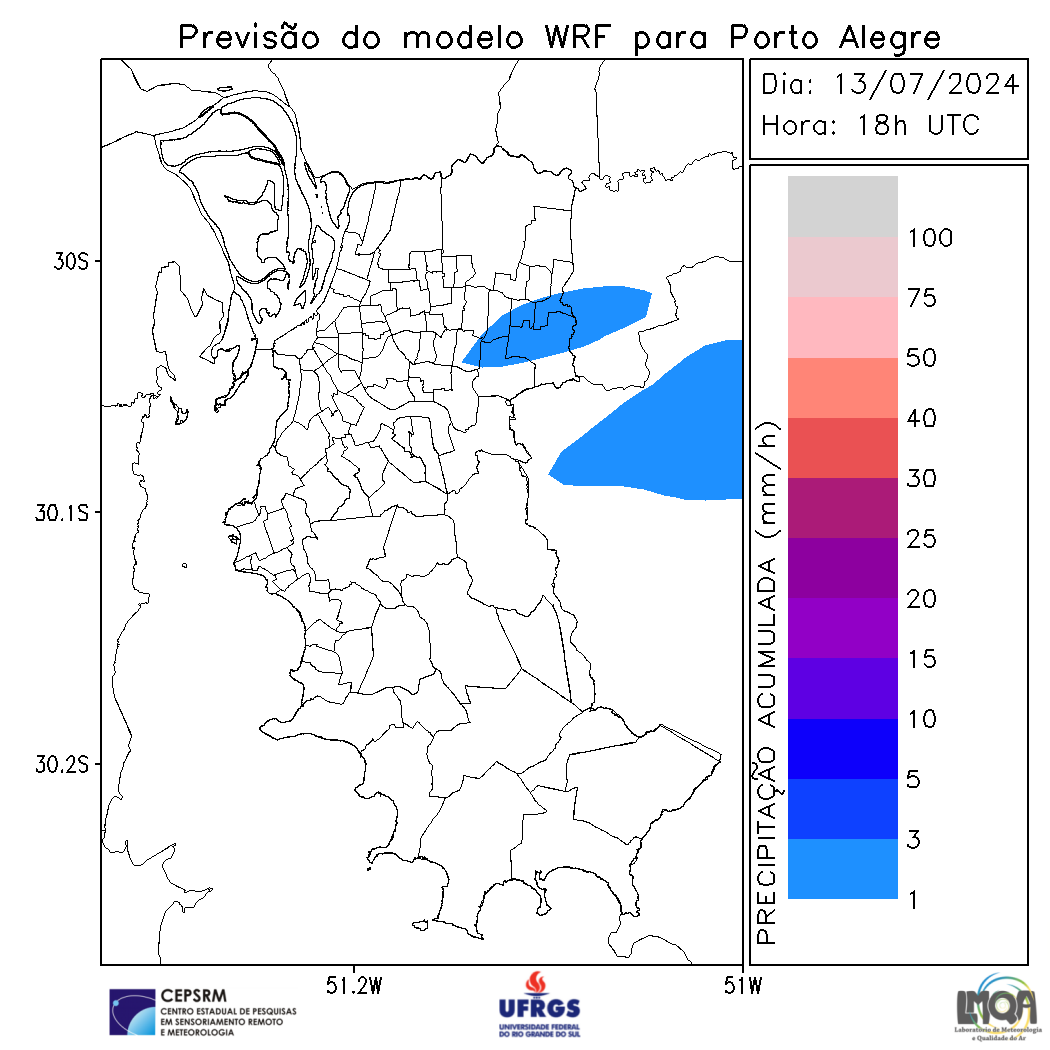 Previsão do modelo WRF para Porto Alegre
Dia: 13/07/2024
Hora: 18h UTC
30S
30.1S
30.2S
51.2W
51W
PRECIPITAÇÃO ACUMULADA (mm/h)
100
75
50
40
30
25
20
15
10
5
3
1
CEPSRM
CENTRO ESTADUAL DE PESQUISAS
EM SENSORIAMENTO REMOTO
E METEOROLOGIA
UFRGS
UNIVERSIDADE FEDERAL
DO RIO GRANDE DO SUL
LMQA
Laboratório de Meteorologia
e Qualidade do Ar